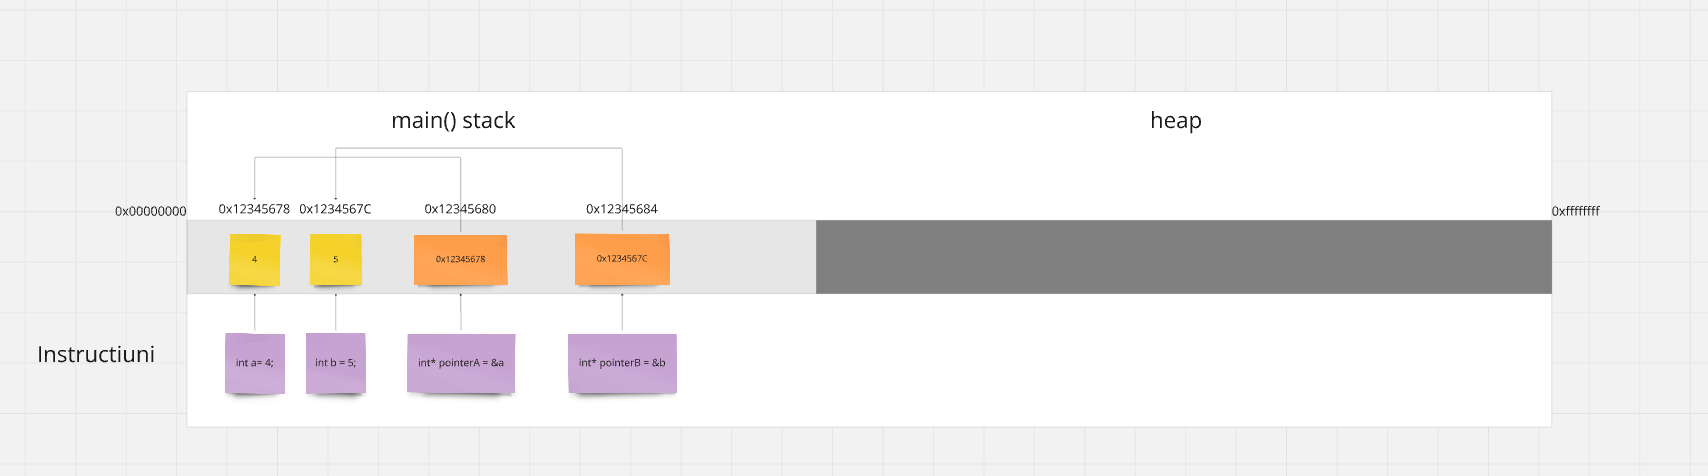 main() stack
heap
0x00000000
0x12345678
0x1234567C
0x12345680
0x12345684
0xffffffff
4
5
0x12345678
0x1234567C
Instructiuni
int a= 4;
int b = 5;
int* pointerA = &a
int* pointerB = &b